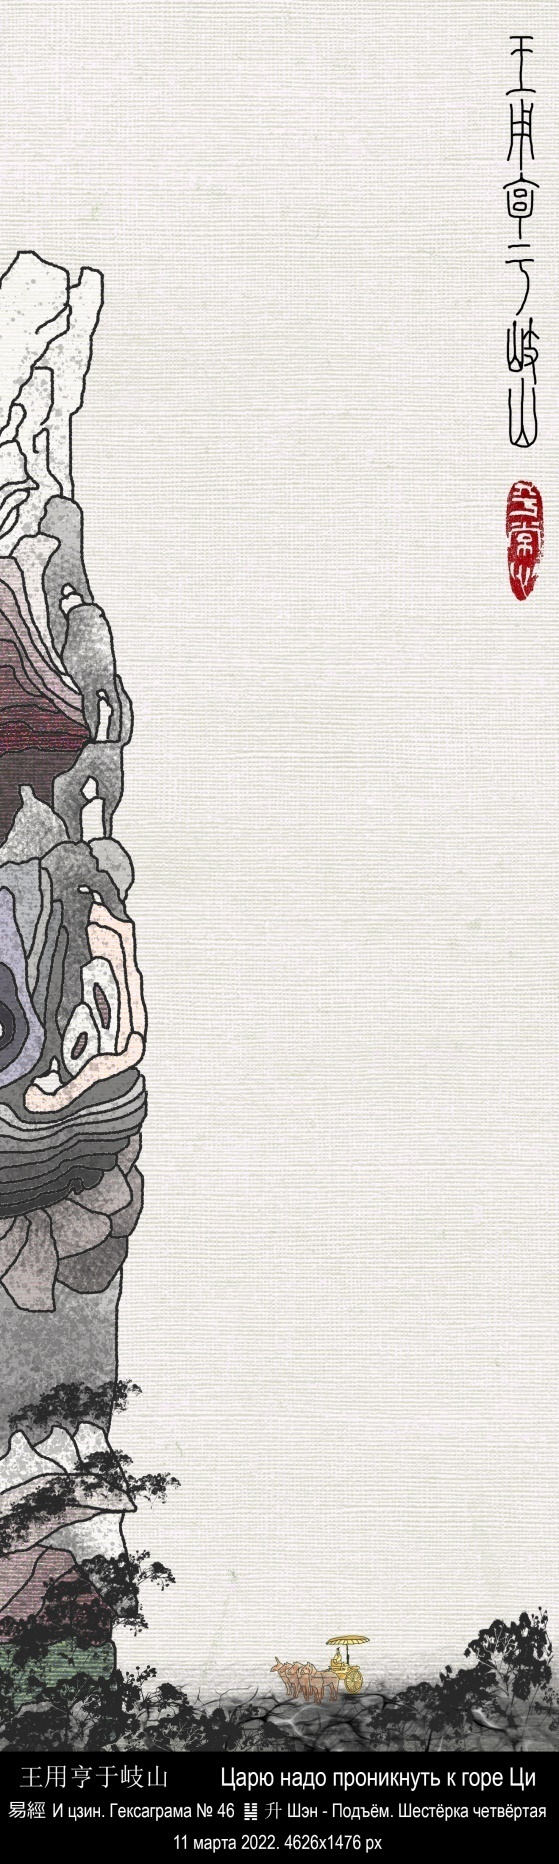 王用亨于岐山
王用亨于岐山 Царю надо проникнуть к горе Ци
易經 И цзин. Гексаграма № 46 ䷭ 升 Шэн - Подъём. Шестёрка четвёртая
11 марта 2022. 4626x1476 px